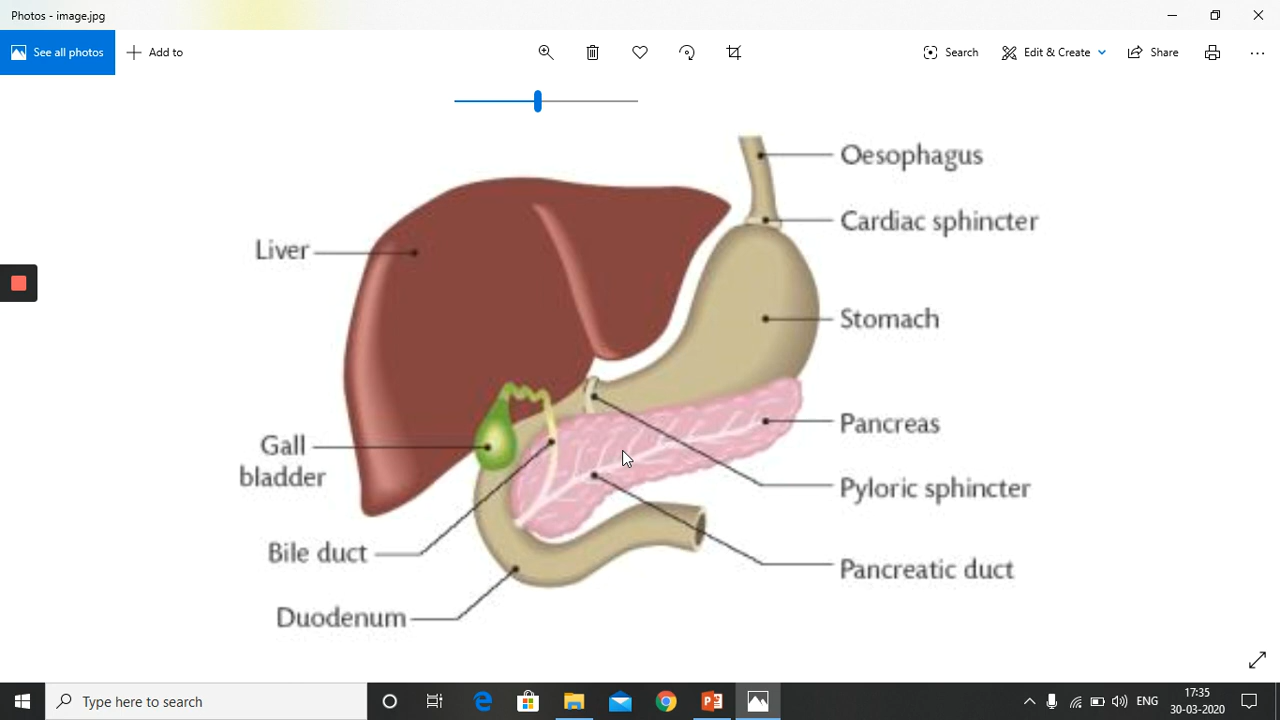 Photos - image.jpg
See all photos
Add to
Search
Edit & Create
Share
Oesophagus
Cardiac sphincter
Liver
Stomach
Pancreas
Gall
bladder
Pyloric sphincter
Bile duct
Pancreatic duct
Duodenum
Type here to search
ENG
17:35
30-03-2020